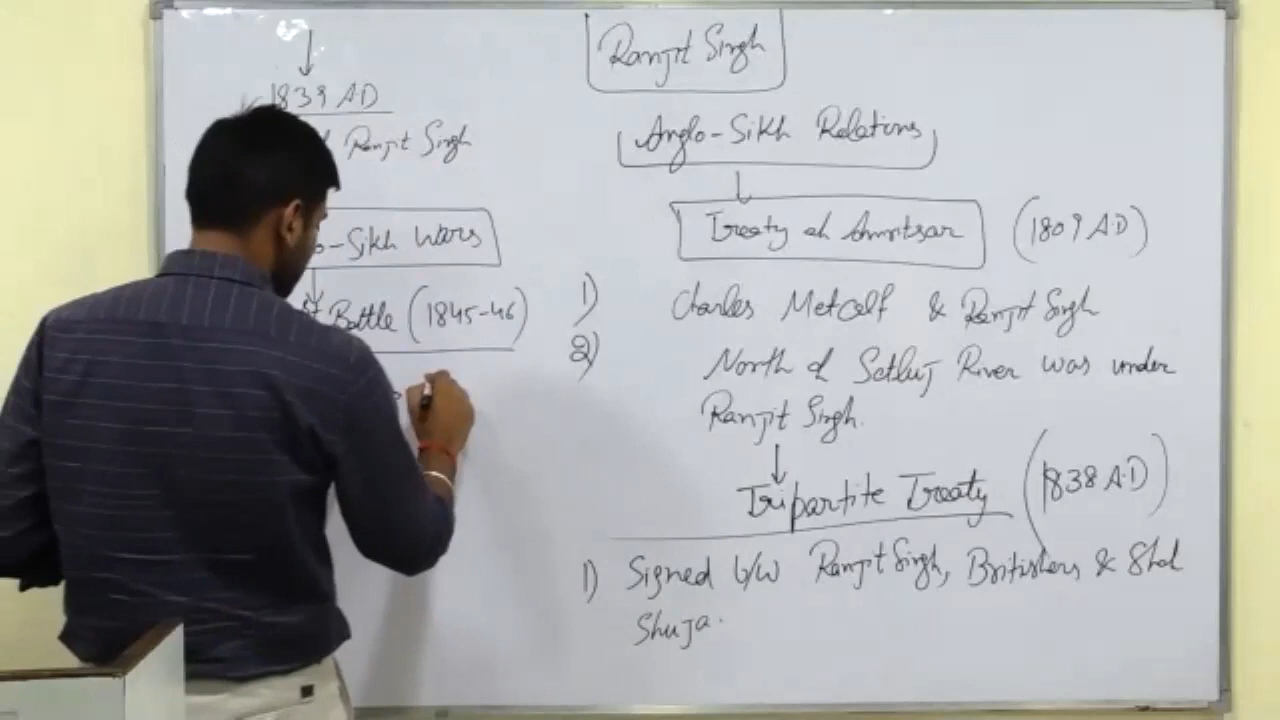 1839 AD
Ranjit Singh
-Sikh Wars
Battle (1845-46)
Ranjit Singh
Anglo-Sikh Relations
Treaty of Amritsar (1809 A.D)
1) Charles Metcalf & Ranjit Singh
2) North of Satluj River was under
Ranjit Singh.
Tripartite Treaty (1838 A.D)
1) Signed b/w Ranjit Singh, Britishers & Shah
Shuja.